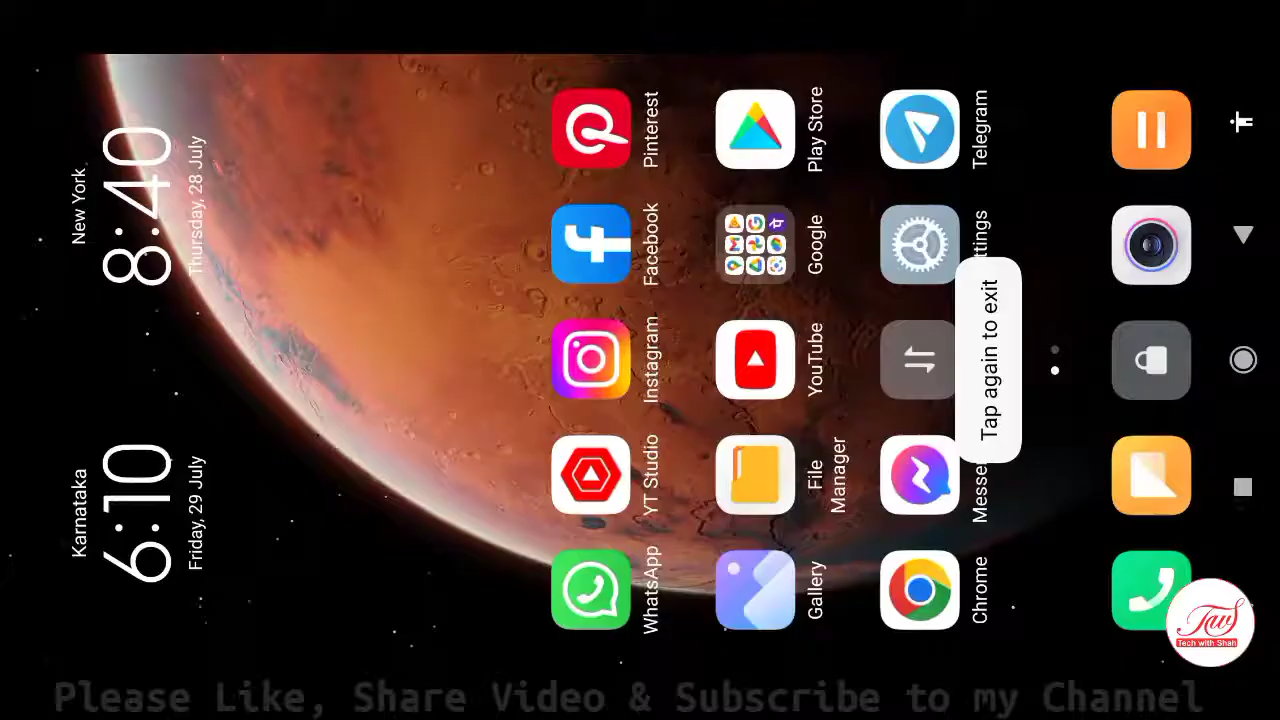 Karnataka
6:10
Friday, 29 July
New York
8:40
Thursday, 28 July
WhatsApp
YT Studio
Instagram
Facebook
Pinterest
Gallery
File
Manager
YouTube
Google
Play Store
Chrome
Messe
ttings
Telegram
Tap again to exit
Tech with Shah
Please Like, Share Video & Subscribe to my Channel